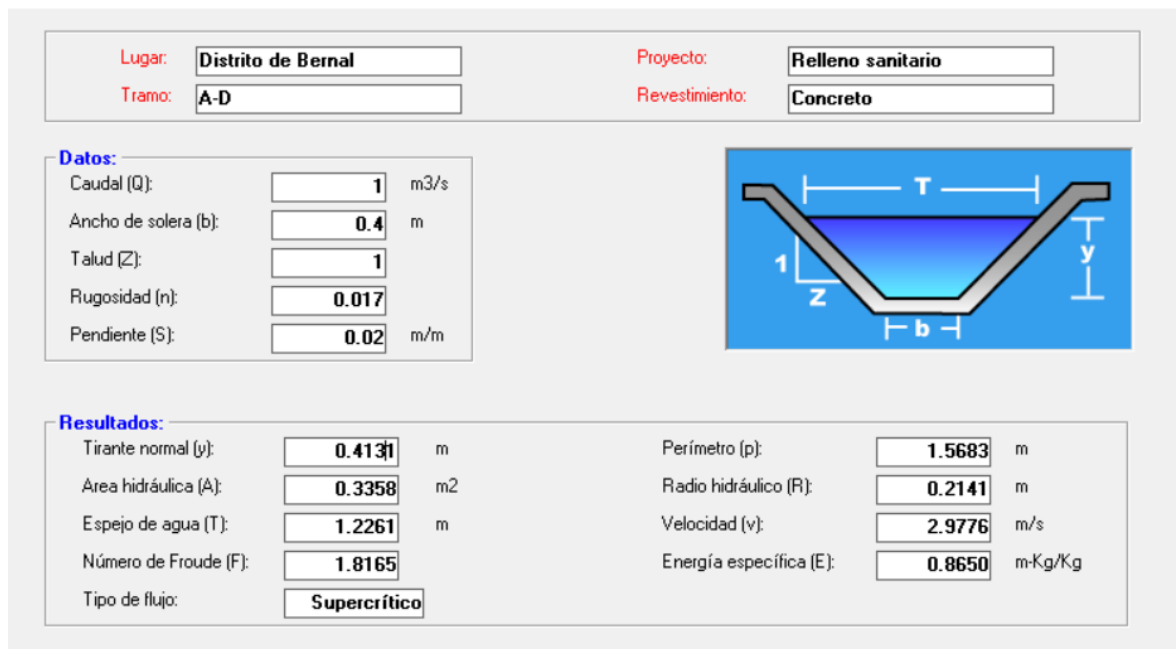 Lugar: Distrito de Bernal Proyecto: Relleno sanitario
Tramo: A-D Revestimiento: Concreto
Datos:
Caudal (Q): 1 m3/s
Ancho de solera (b): 0.4 m
Talud (Z): 1
Rugosidad (n): 0.017
Pendiente (S): 0.02 m/m
T
y
1
Z
b
Resultados:
Tirante normal (y): 0.4131 m Perímetro (p): 1.5683 m
Area hidráulica (A): 0.3358 m2 Radio hidráulico (R): 0.2141 m
Espejo de agua (T): 1.2261 m Velocidad (v): 2.9776 m/s
Número de Froude (F): 1.8165 Energía específica (E): 0.8650 m-Kg/Kg
Tipo de flujo: Supercrítico